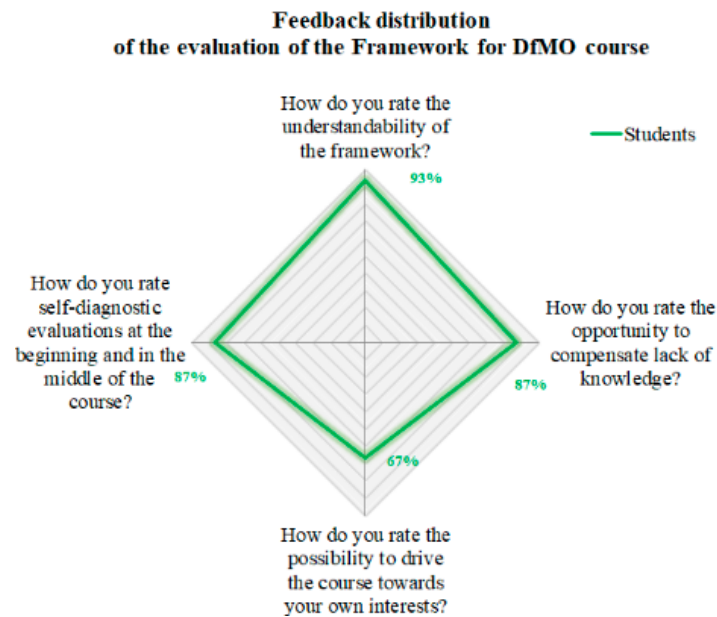 Feedback distribution
of the evaluation of the Framework for DfMO course
How do you rate the
understandability of
the framework?
Students
93%
How do you rate
self-diagnostic
evaluations at the
beginning and in the
middle of the
course?
87%
How do you rate the
opportunity to
compensate lack of
knowledge?
87%
67%
How do you rate the
possibility to drive
the course towards
your own interests?